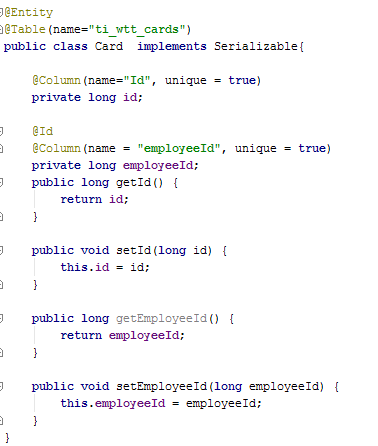 @Entity
@Table(name="ti_wtt_cards")
public class Card  implements Serializable{
@Column(name="Id", unique = true)
private long id;
@Id
@Column(name = "employeeId", unique = true)
private long employeeId;
public long getId() {
return id;
}
public void setId(long id) {
this.id = id;
}
public long getEmployeeId() {
return employeeId;
}
public void setEmployeeId(long employeeId) {
this.employeeId = employeeId;
}
}